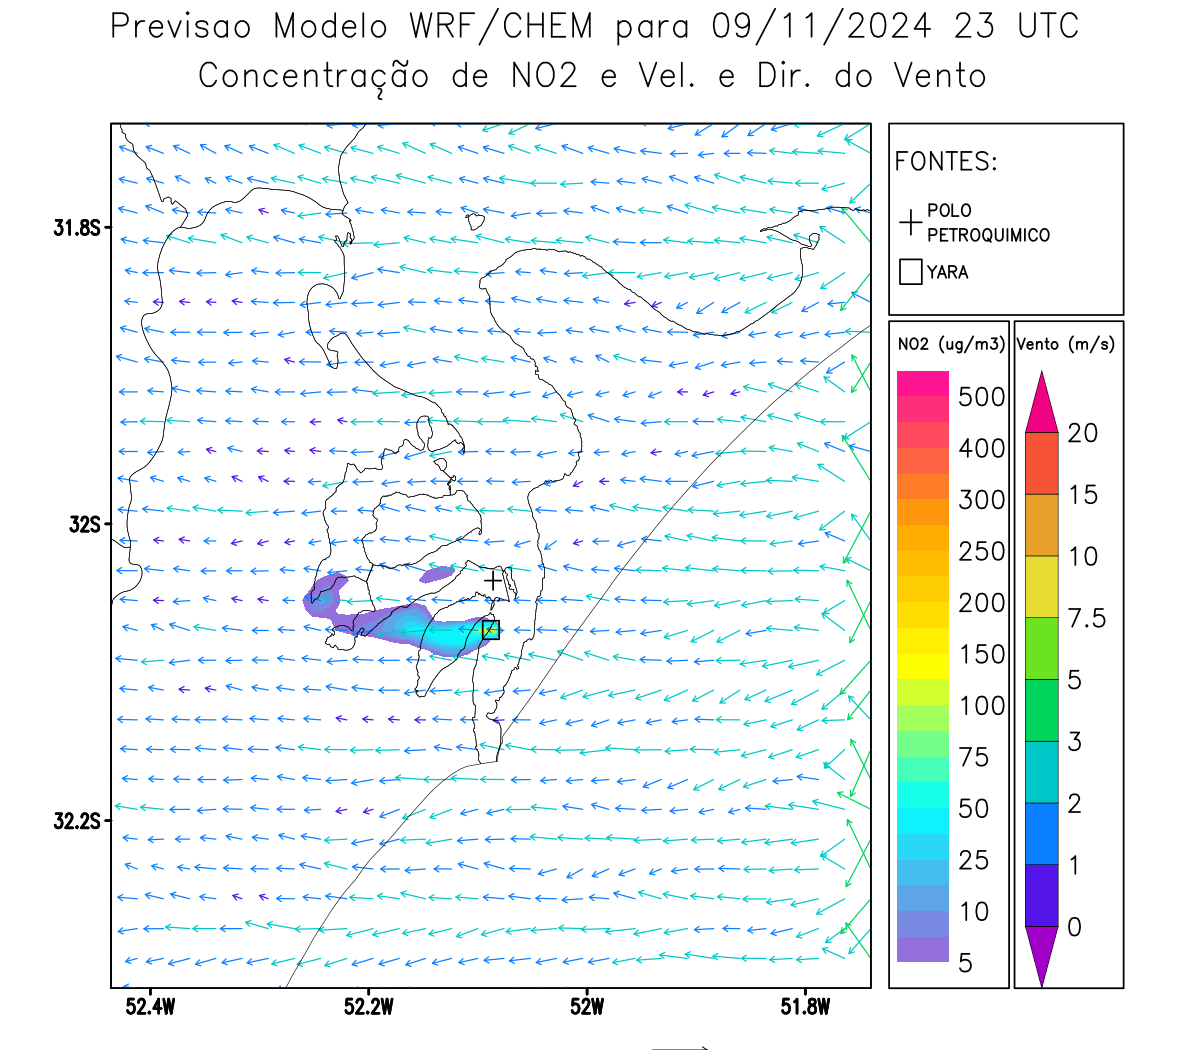 Previsao Modelo WRF/CHEM para 09/11/2024 23 UTC
Concentração de NO2 e Vel. e Dir. do Vento
FONTES:
POLO
PETROQUIMICO
YARA
NO2 (ug/m3)
500
400
300
250
200
150
100
75
50
25
10
5
Vento (m/s)
20
15
10
7.5
5
3
2
1
0
31.8S
32S
32.2S
52.4W
52.2W
52W
51.8W